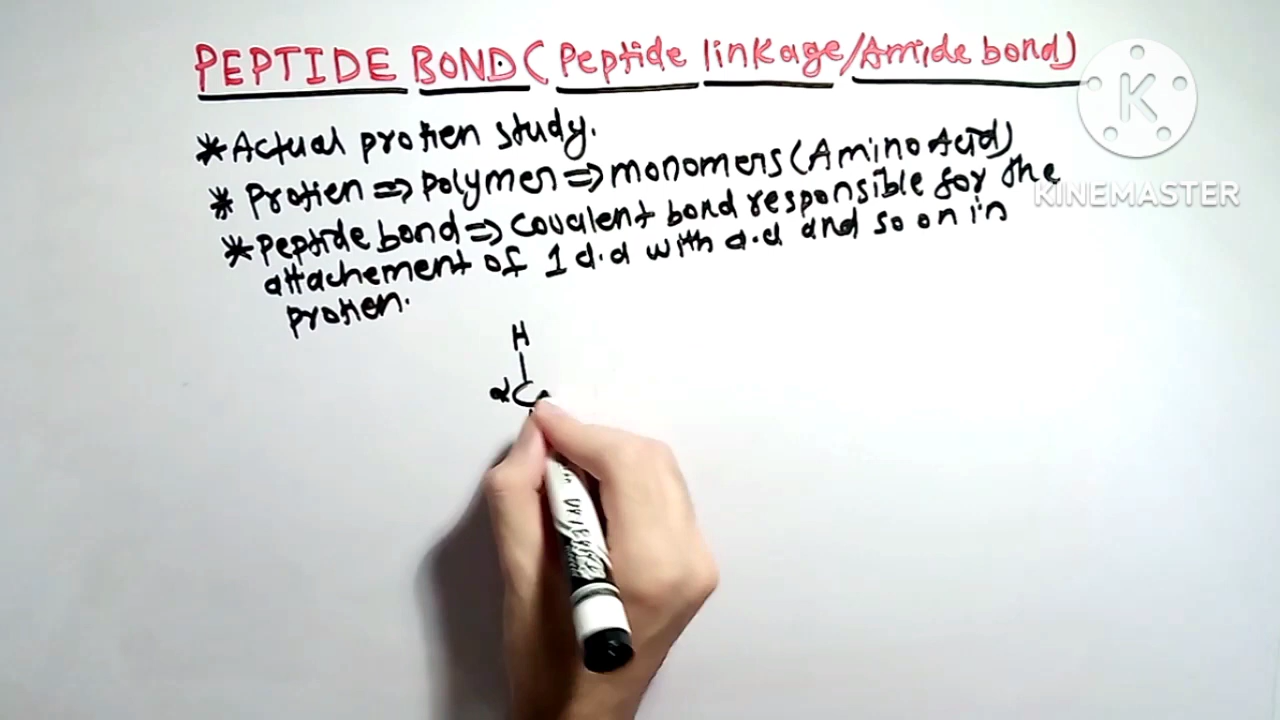 PEPTIDE BOND( Peptide linkage/Amide bond)
*Actual protien study.
* Protien => Polymer => monomers (Amino Acid)
* Peptide bond => covalent bond responsible for the
attachement of 1 a.a with a.a and so on in
protien.
K
KINEMASTER
H
αC